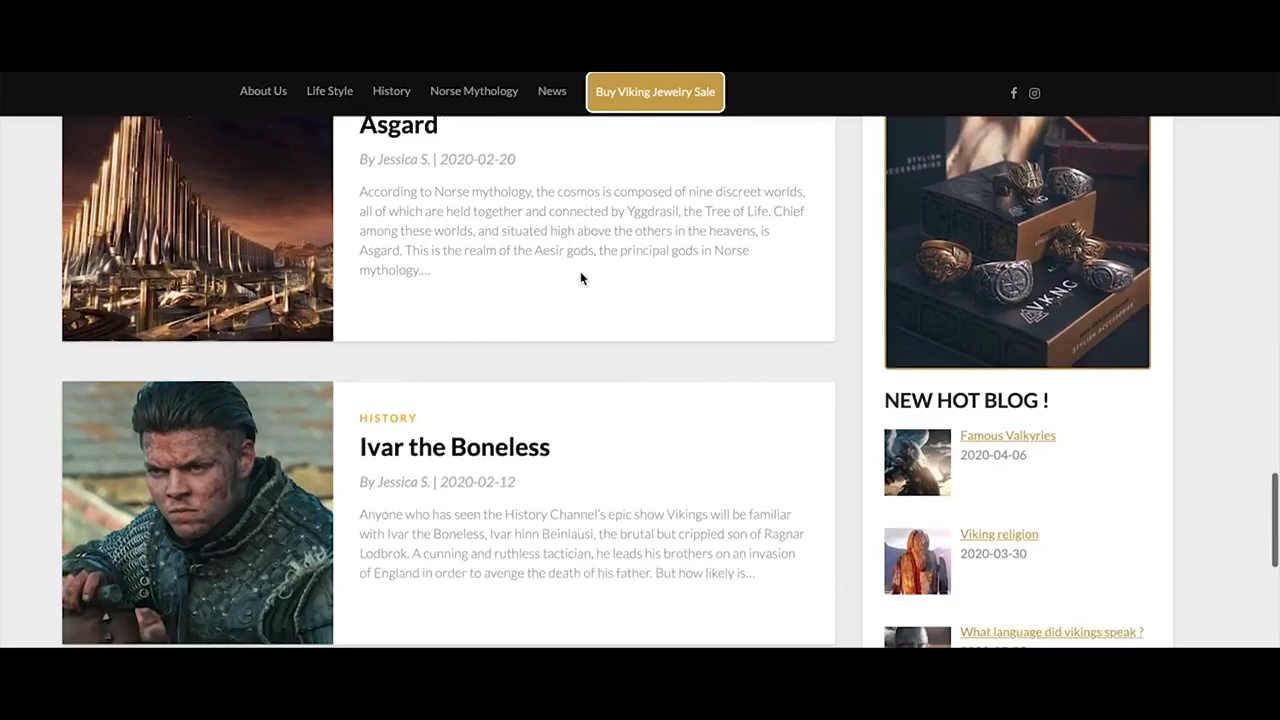 About Us Life Style History Norse Mythology News Buy Viking Jewelry Sale
Asgard
By Jessica S. | 2020-02-20
According to Norse mythology, the cosmos is composed of nine discreet worlds,
all of which are held together and connected by Yggdrasil, the Tree of Life. Chief
among these worlds, and situated high above the others in the heavens, is
Asgard. This is the realm of the Aesir gods, the principal gods in Norse
mythology....
HISTORY
Ivar the Boneless
By Jessica S. | 2020-02-12
Anyone who has seen the History Channel's epic show Vikings will be familiar
with Ivar the Boneless, Ivar hinn Beinlausi, the brutal but crippled son of Ragnar
Lodbrok. A cunning and ruthless tactician, he leads his brothers on an invasion
of England in order to avenge the death of his father. But how likely is...
STYLISH
ACCESSORIES
V.K.N.G
STYLISH ACCESSORIES
NEW HOT BLOG !
Famous Valkyries
2020-04-06
Viking religion
2020-03-30
What language did vikings speak ?